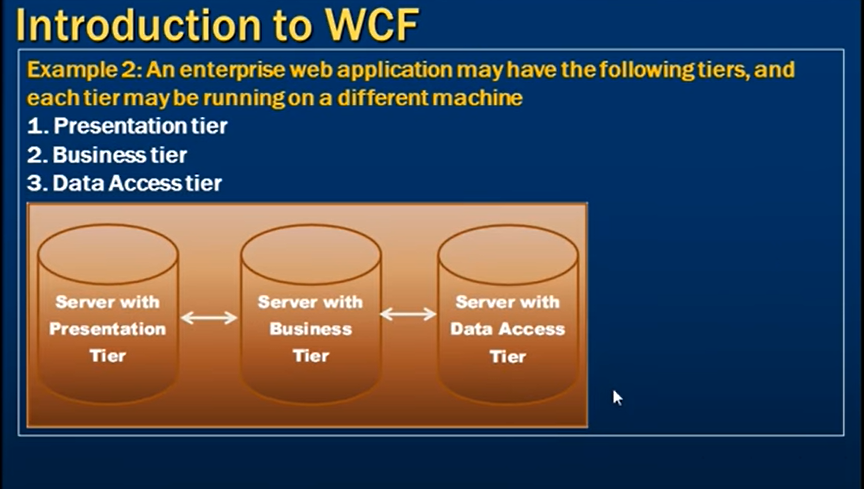 Introduction to WCF
Example 2: An enterprise web application may have the following tiers, and
each tier may be running on a different machine
1. Presentation tier
2. Business tier
3. Data Access tier
Server with
Presentation
Tier
Server with
Business
Tier
Server with
Data Access
Tier